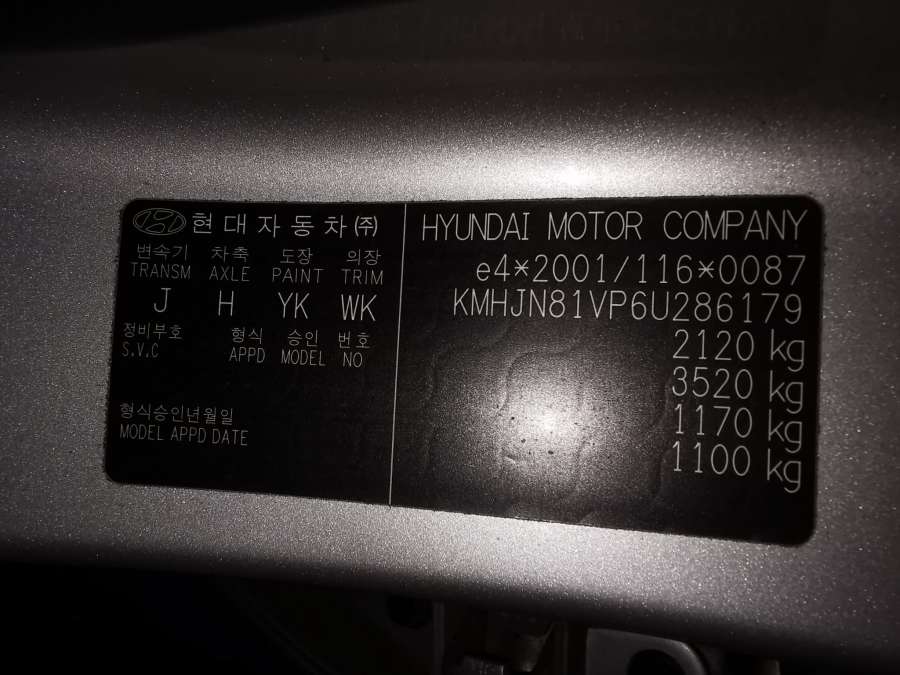 현대자동차㈜
변속기 차축 도장 의장
TRANSM AXLE PAINT TRIM
J H YK WK
정비부호 형식 승인 번호
S.V.C APPD MODEL NO
형식승인년월일
MODEL APPD DATE
HYUNDAI MOTOR COMPANY
e4*2001/116*0087
KMHJN81VP6U286179
2120 kg
3520 kg
1170 kg
1100 kg